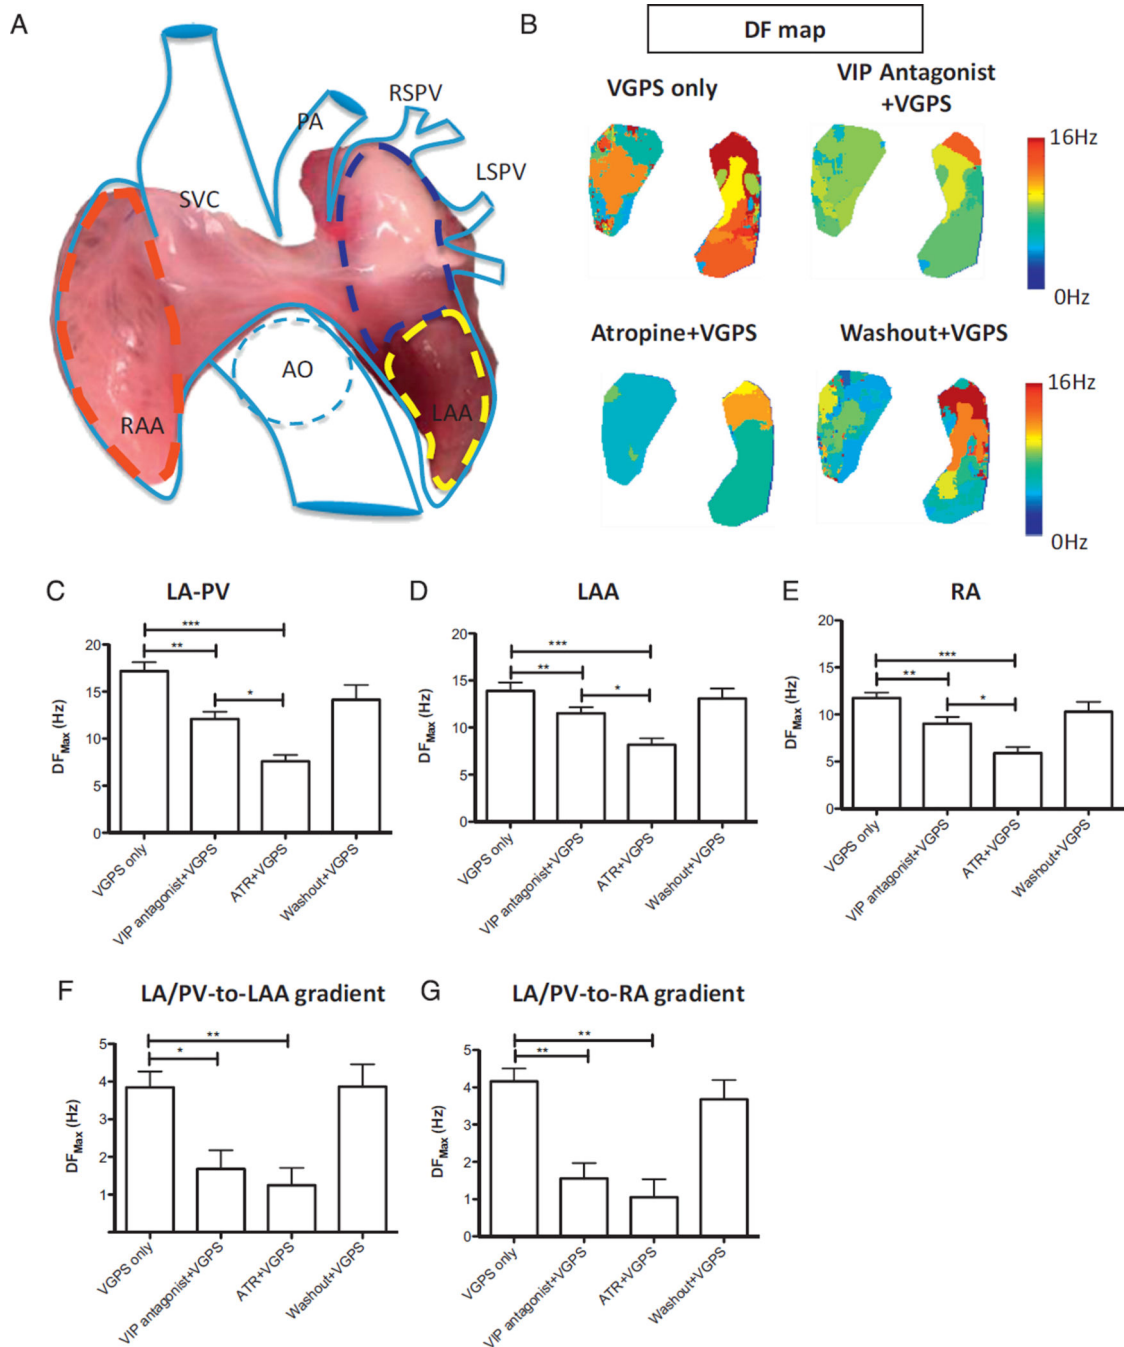 A
RSPV
PA
LSPV
SVC
AO
RAA
LAA
B
DF map
VGPS only
VIP Antagonist
+VGPS
16Hz
0Hz
Atropine+VGPS
Washout+VGPS
16Hz
0Hz
C
LA-PV
***
**
*
20
15
10
5
0
DFMax (Hz)
VGPS only
VIP antagonist+VGPS
ATR+VGPS
Washout+VGPS
D
LAA
***
**
*
20
15
10
5
0
DFMax (Hz)
VGPS only
VIP antagonist+VGPS
ATR+VGPS
Washout+VGPS
E
RA
***
**
*
20
15
10
5
0
DFMax (Hz)
VGPS only
VIP antagonist+VGPS
ATR+VGPS
Washout+VGPS
F
LA/PV-to-LAA gradient
**
*
5
4
3
2
1
DFMax (Hz)
VGPS only
VIP antagonist+VGPS
ATR+VGPS
Washout+VGPS
G
LA/PV-to-RA gradient
**
**
5
4
3
2
1
0
DFMax (Hz)
VGPS only
VIP antagonist+VGPS
ATR+VGPS
Washout+VGPS